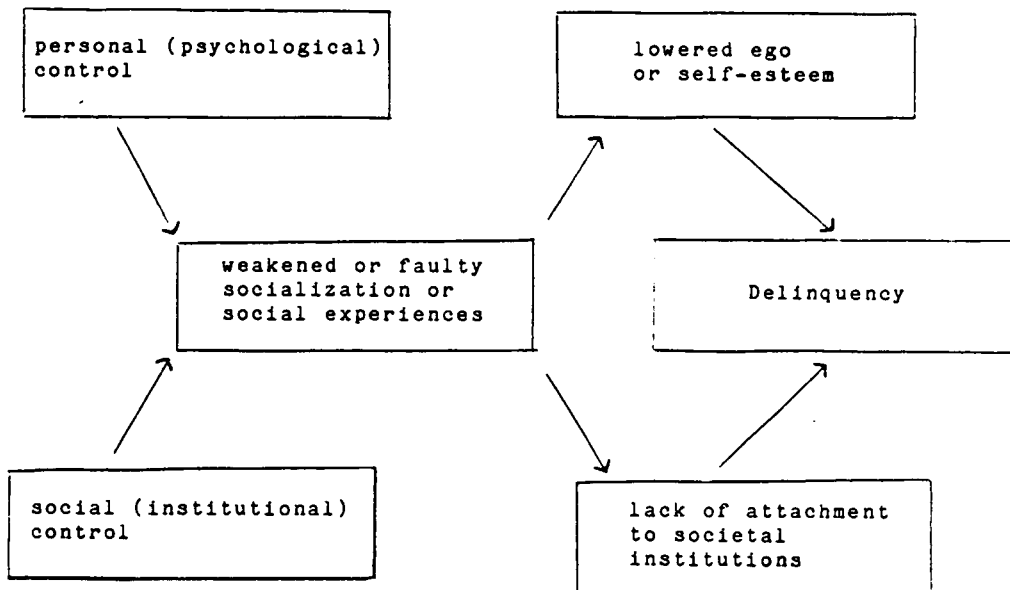 personal (psychological)
control
lowered ego
or self-esteem
weakened or faulty
socialization or
social experiences
Delinquency
social (institutional)
control
lack of attachment
to societal
institutions